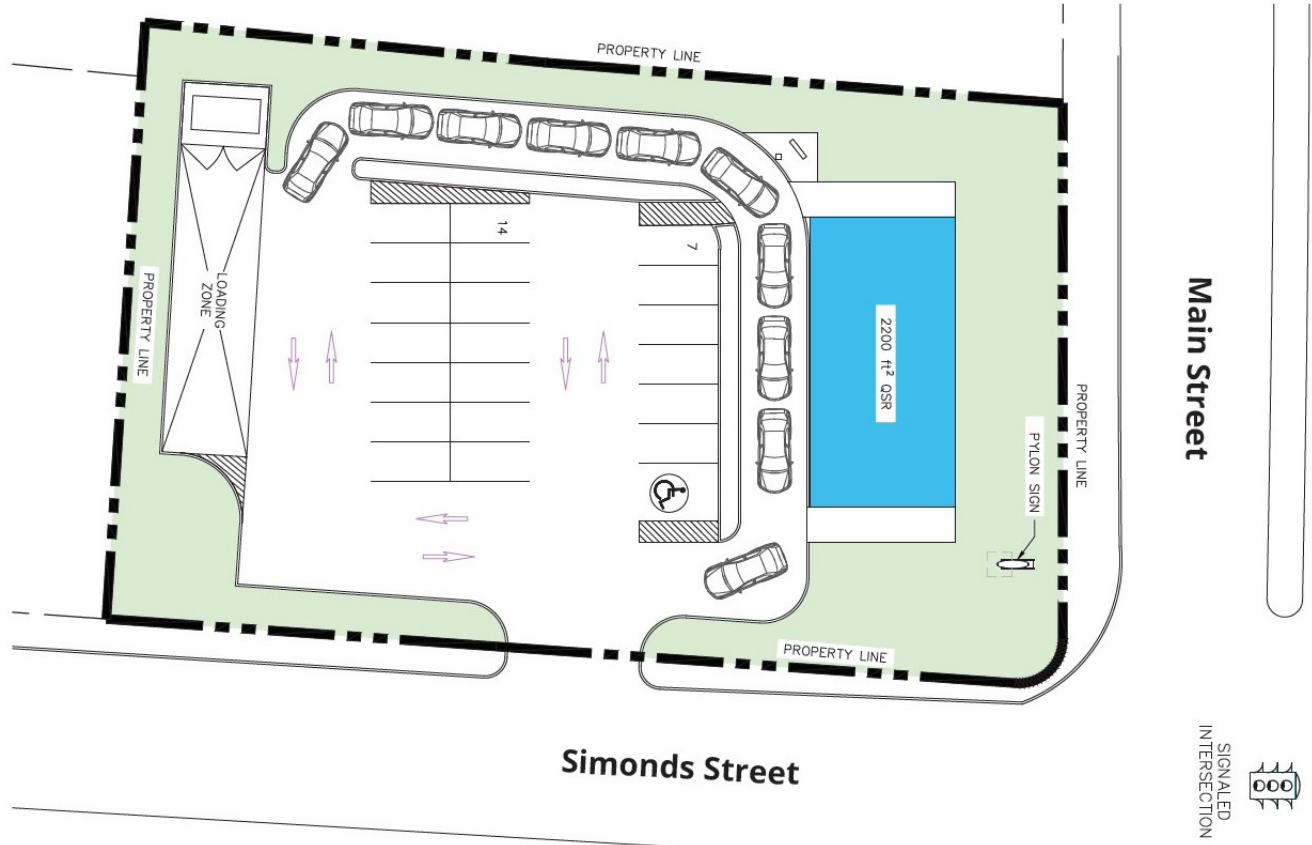 PROPERTY LINE
14
7
LOADING
ZONE
PROPERTY LINE
2200 ft² QSR
PROPERTY LINE
PYLON SIGN
Main Street
PROPERTY LINE
Simonds Street
SIGNALED
INTERSECTION